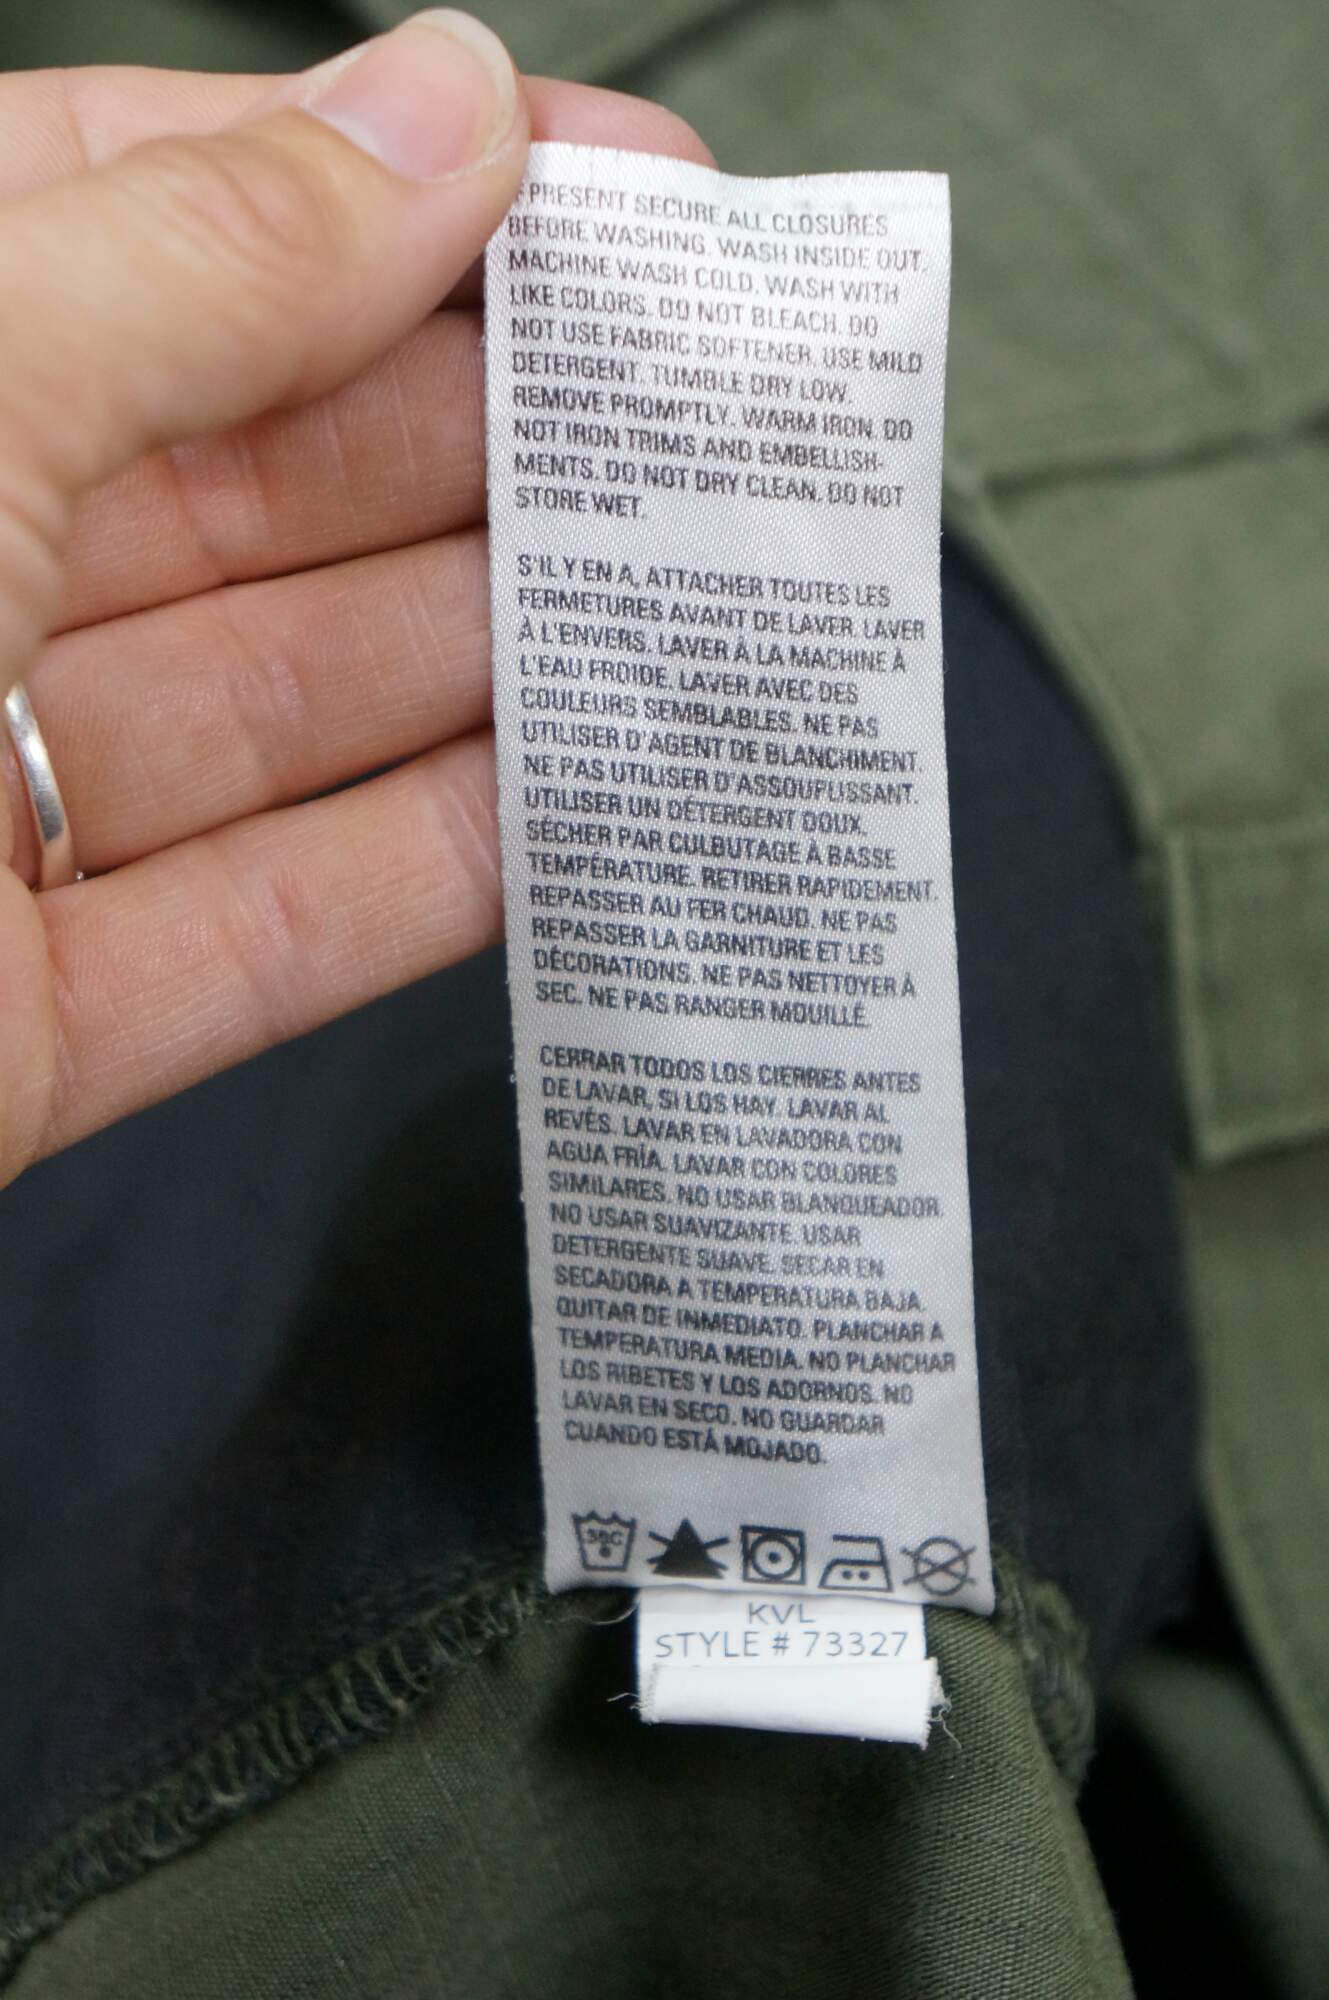 PRESENT SECURE ALL CLOSURES
BEFORE WASHING. WASH INSIDE OUT.
MACHINE WASH COLD. WASH WITH
LIKE COLORS. DO NOT BLEACH. DO
NOT USE FABRIC SOFTENER. USE MILD
DETERGENT. TUMBLE DRY LOW.
REMOVE PROMPTLY. WARM IRON. DO
NOT IRON TRIMS AND EMBELLISH-
MENTS. DO NOT DRY CLEAN. DO NOT
STORE WET.
S'IL Y EN A, ATTACHER TOUTES LES
FERMETURES AVANT DE LAVER. LAVER
À L'ENVERS. LAVER À LA MACHINE À
L'EAU FROIDE. LAVER AVEC DES
COULEURS SEMBLABLES. NE PAS
UTILISER D'AGENT DE BLANCHIMENT.
NE PAS UTILISER D'ASSOUPLISSANT.
UTILISER UN DÉTERGENT DOUX.
SÉCHER PAR CULBUTAGE À BASSE
TEMPÉRATURE. RETIRER RAPIDEMENT.
REPASSER AU FER CHAUD. NE PAS
REPASSER LA GARNITURE ET LES
DÉCORATIONS. NE PAS NETTOYER À
SEC. NE PAS RANGER MOUILLÉ.
CERRAR TODOS LOS CIERRES ANTES
DE LAVAR, SI LOS HAY. LAVAR AL
REVÉS. LAVAR EN LAVADORA CON
AGUA FRÍA. LAVAR CON COLORES
SIMILARES. NO USAR BLANQUEADOR.
NO USAR SUAVIZANTE. USAR
DETERGENTE SUAVE. SECAR EN
SECADORA A TEMPERATURA BAJA.
QUITAR DE INMEDIATO. PLANCHAR A
TEMPERATURA MEDIA. NO PLANCHAR
LOS RIBETES Y LOS ADORNOS. NO
LAVAR EN SECO. NO GUARDAR
CUANDO ESTÁ MOJADO.
30C
KVL
STYLE # 73327